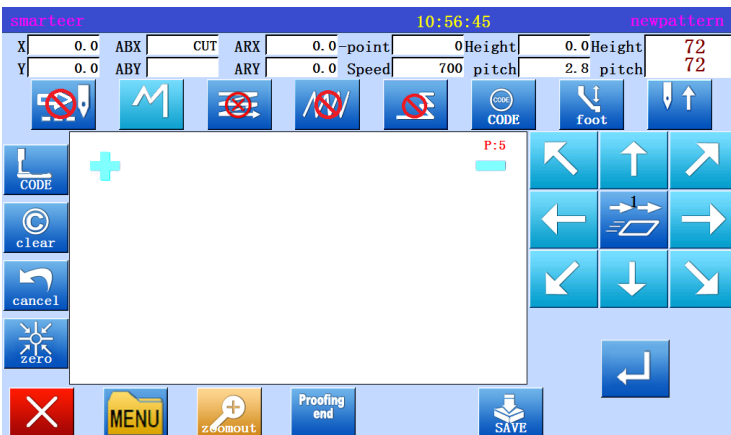 smarteer 10:56:45 newpattern
X 0.0 ABX CUT ARX 0.0 -point 0 Height 0.0 Height 72
Y 0.0 ABY ARY 0.0 Speed 700 pitch 2.8 pitch 72
CODE
CODE
foot
P:5
CODE
©
clear
1
cancel
zero
MENU
zoomout
Proofing
end
SAVE